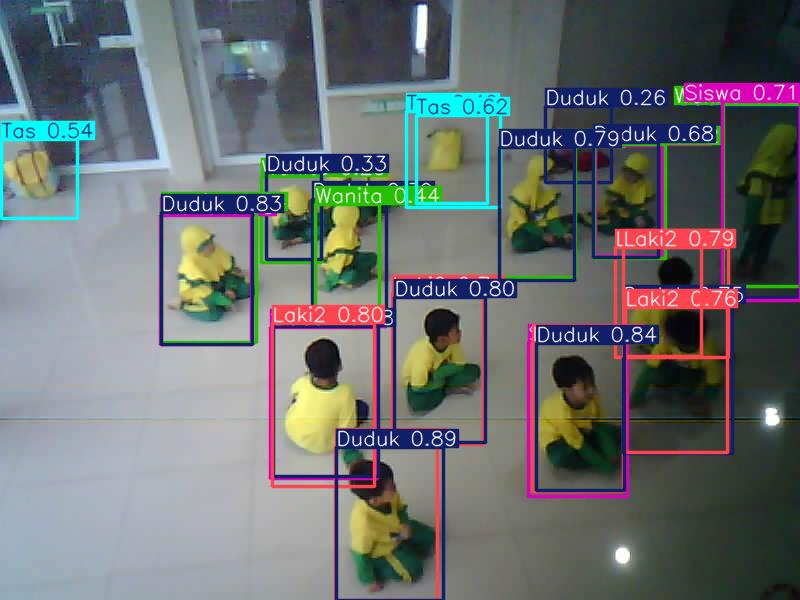 Duduk 0.26
Siswa 0.71
Tas 0.62
Tas 0.54
Duduk 0.79
Duduk 0.68
Duduk 0.33
Wanita 0.44
Duduk 0.83
Laki2 0.79
Duduk 0.80
Laki2 0.76
Laki2 0.80
Duduk 0.84
Duduk 0.89